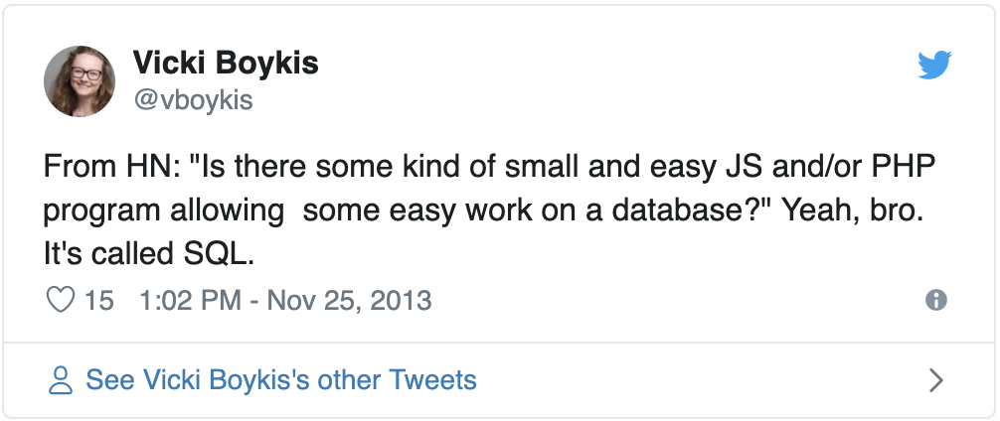 Vicki Boykis
@vboykis
From HN: "Is there some kind of small and easy JS and/or PHP
program allowing  some easy work on a database?" Yeah, bro.
It's called SQL.
15 1:02 PM - Nov 25, 2013
See Vicki Boykis's other Tweets